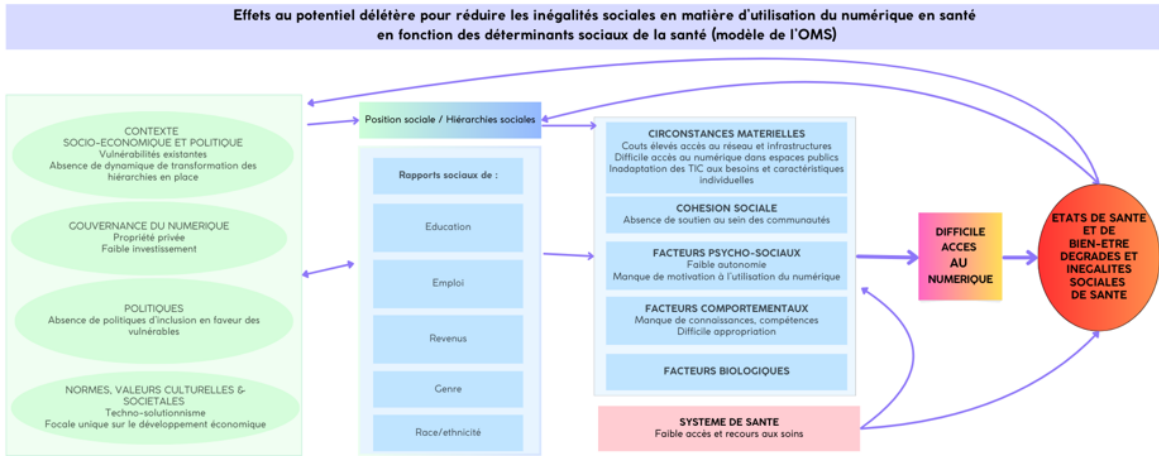 Effets au potentiel délétère pour réduire les inégalités sociales en matière d'utilisation du numérique en santé
en fonction des déterminants sociaux de la santé (modèle de l'OMS)
CONTEXTE
SOCIO-ECONOMIQUE ET POLITIQUE
Vulnérabilités existantes
Absence de dynamique de transformation des
hiérarchies en place
GOUVERNANCE DU NUMERIQUE
Propriété privée
Faible investissement
POLITIQUES
Absence de politiques d'inclusion en faveur des
vulnérables
NORMES, VALEURS CULTURELLES &
SOCIETALES
Techno-solutionnisme
Focale unique sur le développement économique
Position sociale / Hiérarchies sociales
Rapports sociaux de :
Education
Emploi
Revenus
Genre
Race/ethnicité
CIRCONSTANCES MATERIELLES
Couts élevés accès au réseau et infrastructures
Difficile accès au numérique dans espaces publics
Inadaptation des TIC aux besoins et caractéristiques
individuelles
COHESION SOCIALE
Absence de soutien au sein des communautés
FACTEURS PSYCHO-SOCIAUX
Faible autonomie
Manque de motivation à l'utilisation du numérique
FACTEURS COMPORTEMENTAUX
Manque de connaissances, compétences
Difficile appropriation
FACTEURS BIOLOGIQUES
SYSTEME DE SANTE
Faible accès et recours aux soins
DIFFICILE
ACCES
AU
NUMERIQUE
ETATS DE SANTE
ET DE
BIEN-ETRE
DEGRADES ET
INEGALITES
SOCIALES
DE SANTE